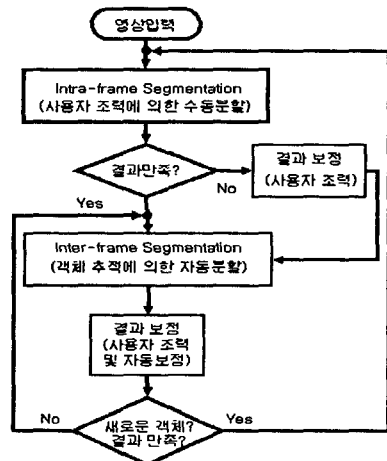 영상입력
Intra-frame Segmentation
(사용자 조력에 의한 수동분할)
결과만족?
No
결과 보정
(사용자 조력)
Yes
Inter-frame Segmentation
(객체 추적에 의한 자동분할)
결과 보정
(사용자 조력
및 자동보정)
No
새로운 객체?
결과 만족?
Yes